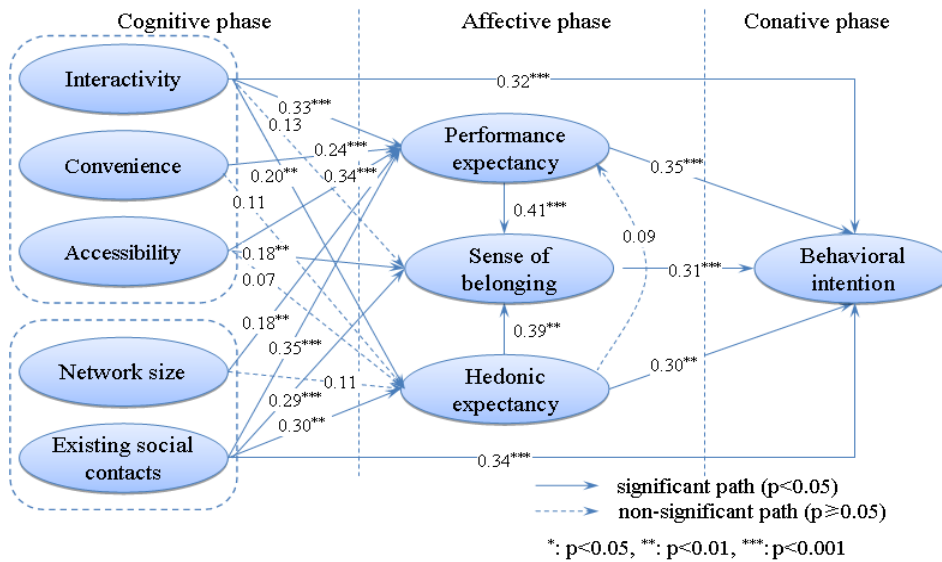 Cognitive phase
Affective phase
Conative phase
Interactivity
0.32***
0.33***
0.13
Performance
expectancy
Convenience
0.24***
0.35***
0.20**
0.34***
0.11
0.41***
Accessibility
0.09
0.18**
Sense of
belonging
0.31***
Behavioral
intention
0.07
0.18**
0.39**
0.35***
Network size
0.11
Hedonic
expectancy
0.30**
0.29***
0.30**
Existing social
contacts
0.34***
significant path (p<0.05)
non-significant path (p≥0.05)
*: p<0.05, **: p<0.01, ***: p<0.001